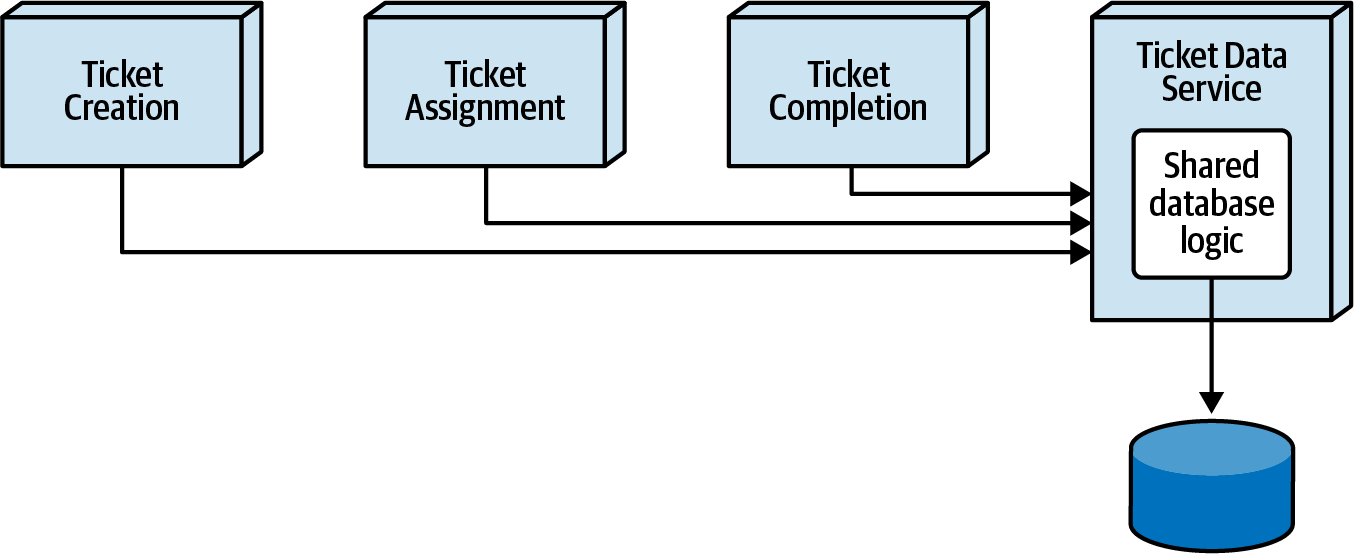 Ticket
Creation
Ticket
Assignment
Ticket
Completion
Ticket Data
Service
Shared
database
logic